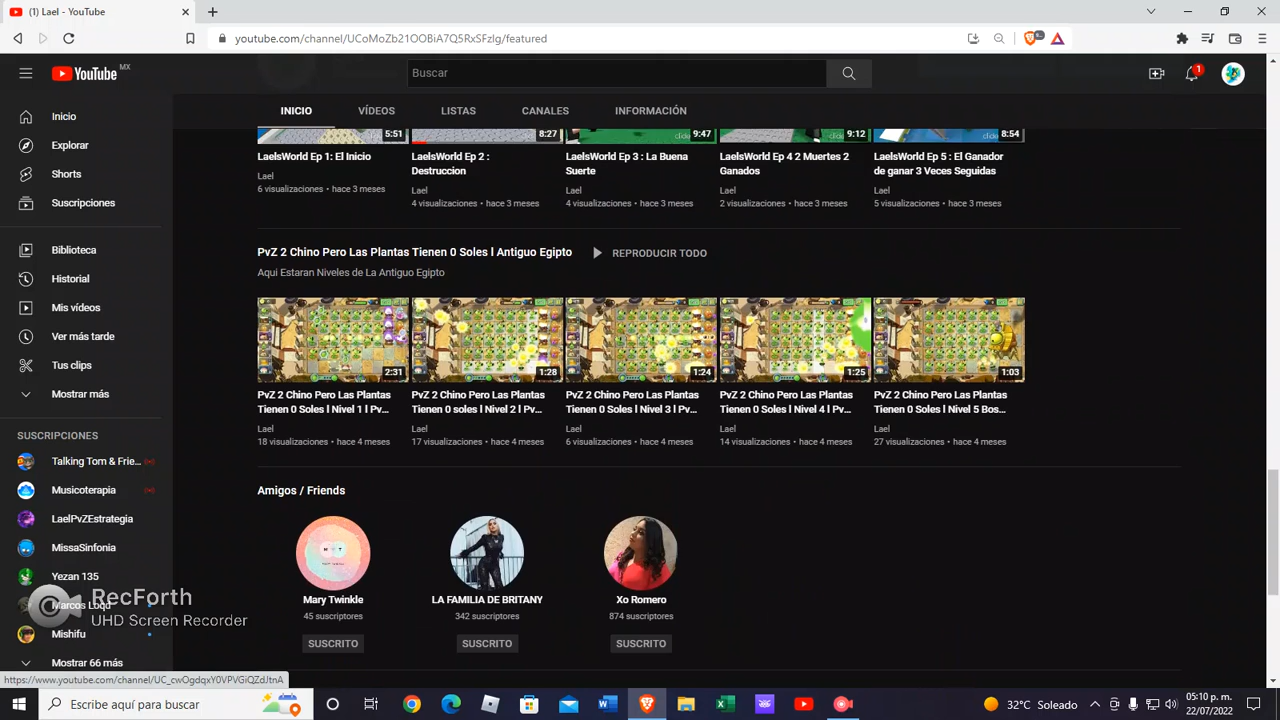 (1) Lael - YouTube
youtube.com/channel/UCoMoZb21OOBiA7Q5RxSFzIg/featured
YouTube MX
Buscar
1
INICIO VÍDEOS LISTAS CANALES INFORMACIÓN
Inicio
Explorar
Shorts
Suscripciones
Biblioteca
Historial
Mis vídeos
Ver más tarde
Tus clips
Mostrar más
SUSCRIPCIONES
Talking Tom & Frie...
Musicoterapia
LaelPvZEstrategia
MissaSinfonia
Yezan 135
Mishifu
Mostrar 66 más
5:51 8:27 9:47 9:12 8:54
LaelsWorld Ep 1: El Inicio
Lael
6 visualizaciones • hace 3 meses
LaelsWorld Ep 2 :
Destruccion
Lael
4 visualizaciones • hace 3 meses
LaelsWorld Ep 3 : La Buena
Suerte
Lael
4 visualizaciones • hace 3 meses
LaelsWorld Ep 4 2 Muertes 2
Ganados
Lael
2 visualizaciones • hace 3 meses
LaelsWorld Ep 5 : El Ganador
de ganar 3 Veces Seguidas
Lael
5 visualizaciones • hace 3 meses
PvZ 2 Chino Pero Las Plantas Tienen 0 Soles l Antiguo Egipto REPRODUCIR TODO
Aqui Estaran Niveles de La Antiguo Egipto
2:31 1:28 1:24 1:25 1:03
PvZ 2 Chino Pero Las Plantas
Tienen 0 Soles l Nivel 1 l Pv...
Lael
18 visualizaciones • hace 4 meses
PvZ 2 Chino Pero Las Plantas
Tienen 0 soles l Nivel 2 l Pv...
Lael
17 visualizaciones • hace 4 meses
PvZ 2 Chino Pero Las Plantas
Tienen 0 Soles l Nivel 3 l Pv...
Lael
6 visualizaciones • hace 4 meses
PvZ 2 Chino Pero Las Plantas
Tienen 0 Soles l Nivel 4 l Pv...
Lael
14 visualizaciones • hace 4 meses
PvZ 2 Chino Pero Las Plantas
Tienen 0 Soles l Nivel 5 Bos...
Lael
27 visualizaciones • hace 4 meses
Amigos / Friends
Mary Twinkle
45 suscriptores
SUSCRITO
LA FAMILIA DE BRITANY
342 suscriptores
SUSCRITO
Xo Romero
874 suscriptores
SUSCRITO
RecForth
UHD Screen Recorder
https://www.youtube.com/channel/UC_cwOgdqxY0VPVGiQZdJtnA
Escribe aquí para buscar
32°C Soleado
05:10 p. m.
22/07/2022